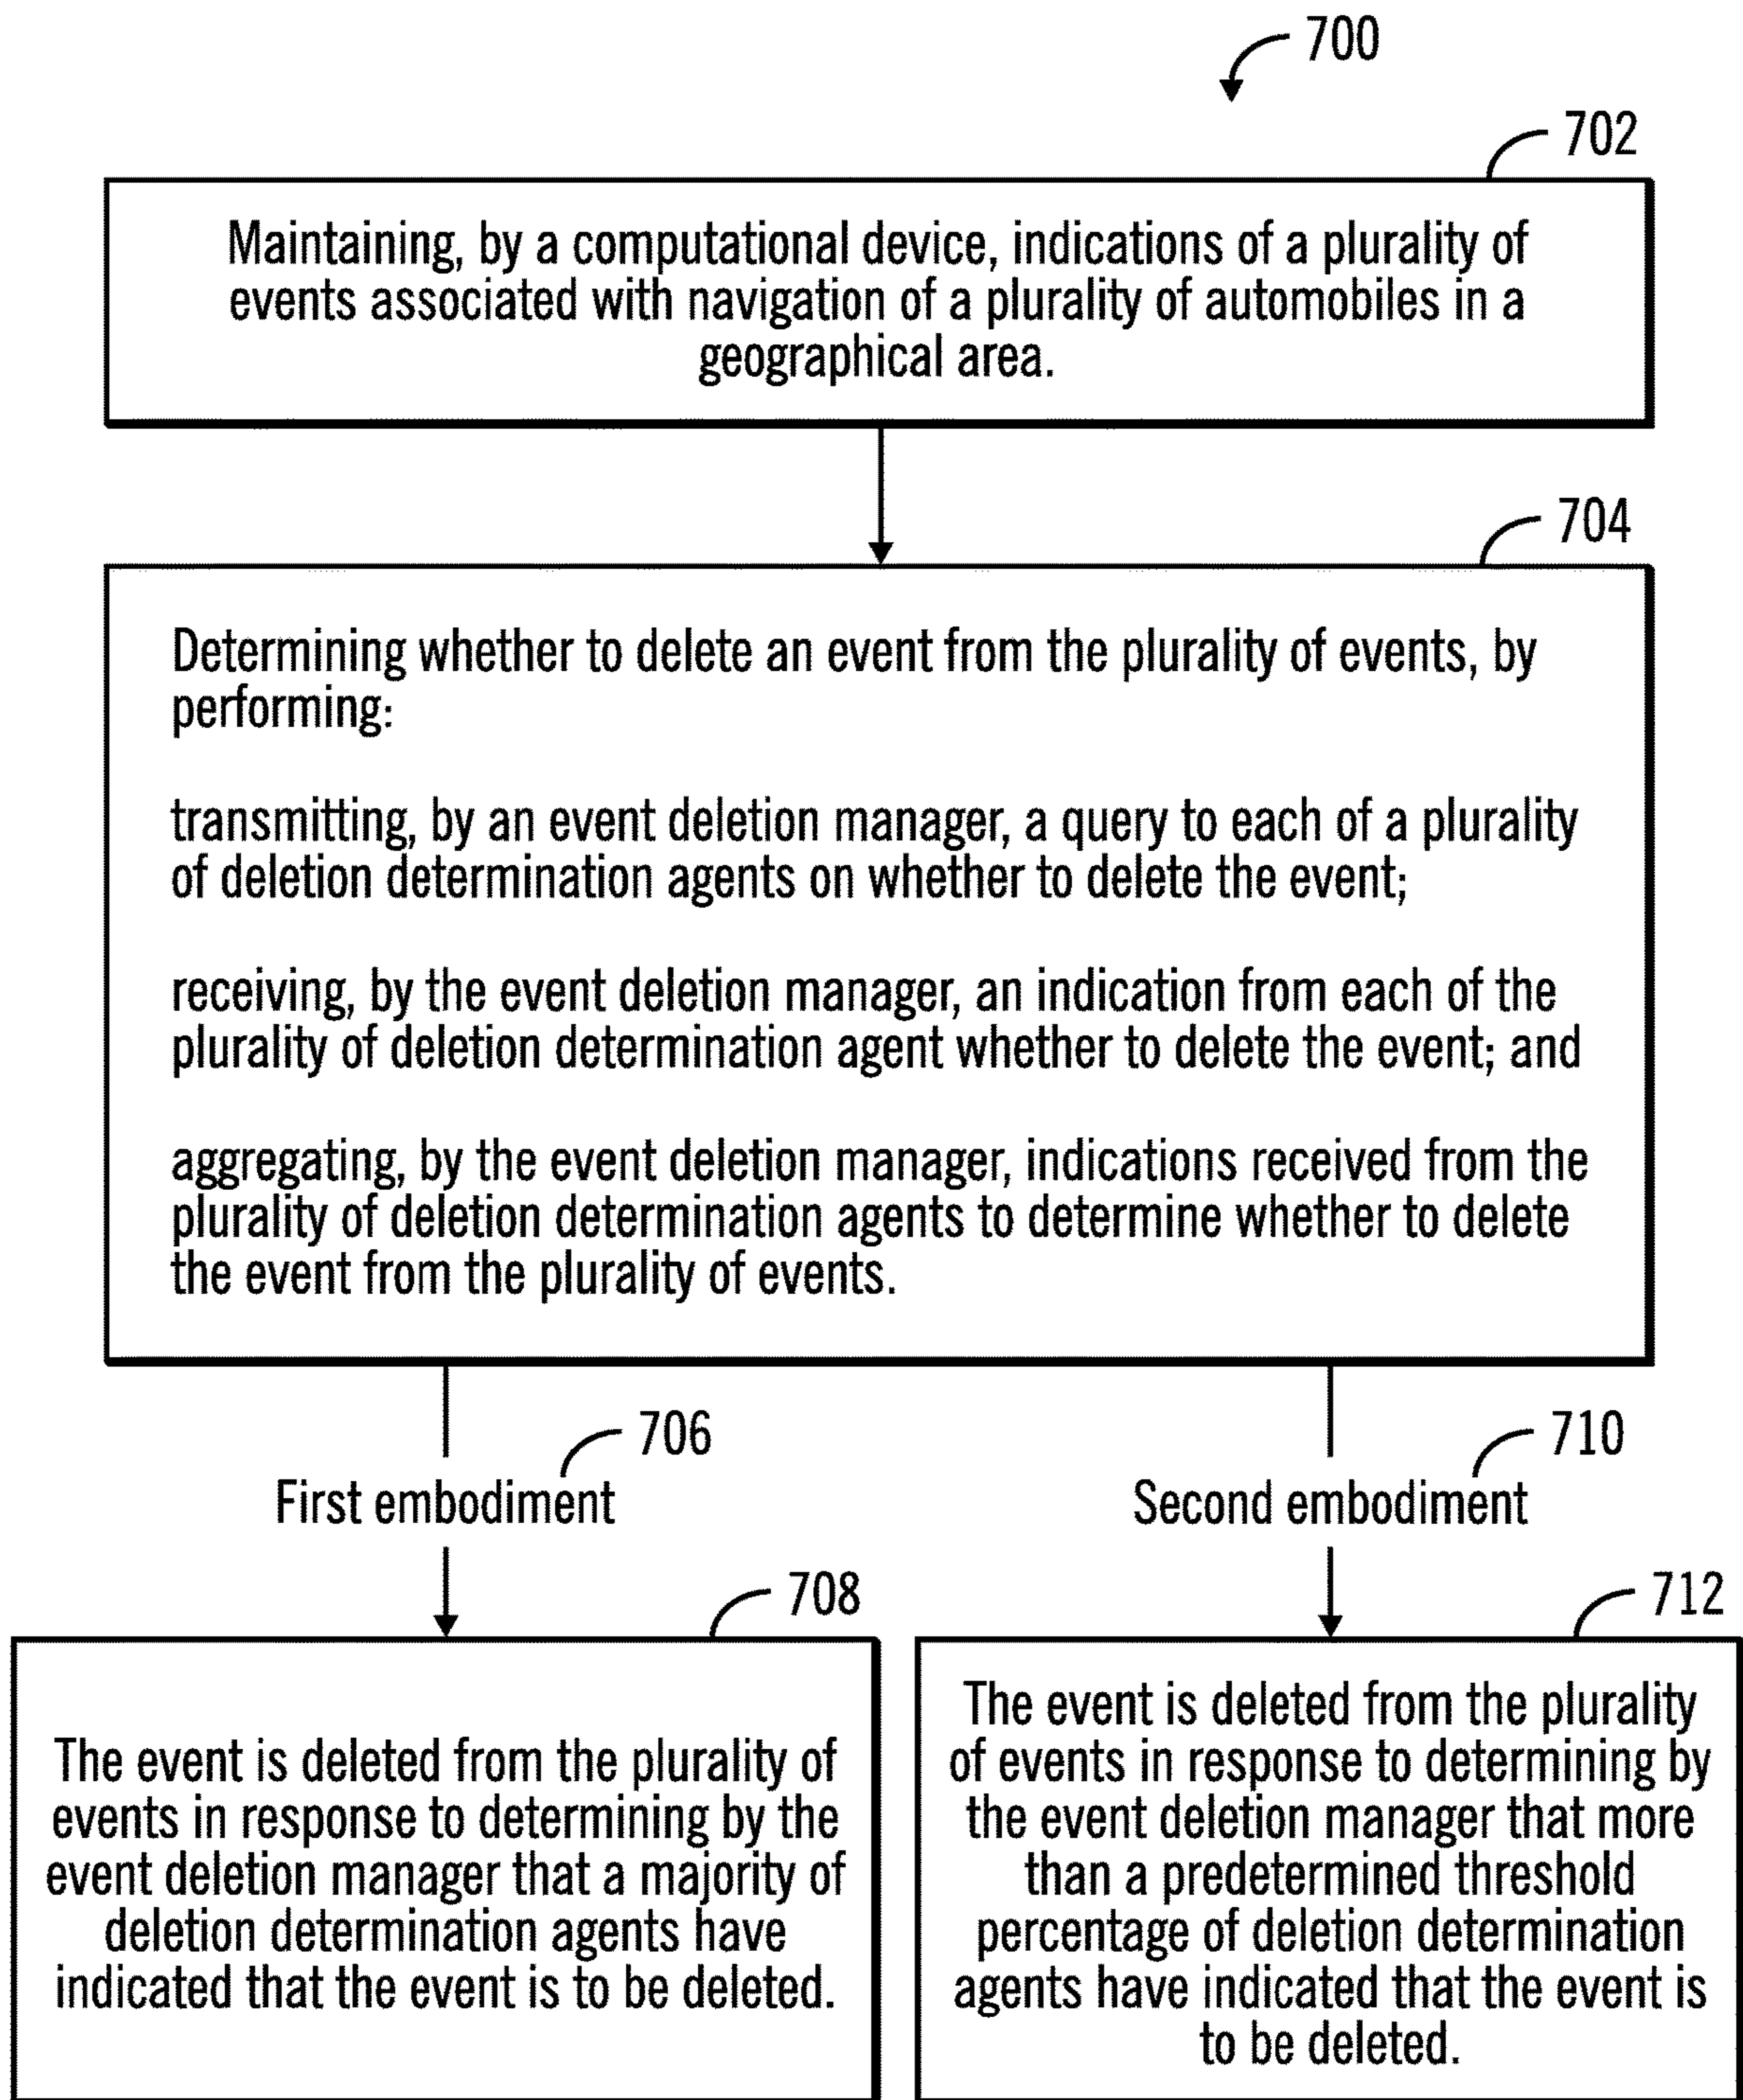 700
702
Maintaining, by a computational device, indications of a plurality of
events associated with navigation of a plurality of automobiles in a
geographical area.
704
Determining whether to delete an event from the plurality of events, by
performing:
transmitting, by an event deletion manager, a query to each of a plurality
of deletion determination agents on whether to delete the event;
receiving, by the event deletion manager, an indication from each of the
plurality of deletion determination agent whether to delete the event; and
aggregating, by the event deletion manager, indications received from the
plurality of deletion determination agents to determine whether to delete
the event from the plurality of events.
706
First embodiment
710
Second embodiment
708
The event is deleted from the plurality of
events in response to determining by the
event deletion manager that a majority of
deletion determination agents have
indicated that the event is to be deleted.
712
The event is deleted from the plurality
of events in response to determining by
the event deletion manager that more
than a predetermined threshold
percentage of deletion determination
agents have indicated that the event is
to be deleted.